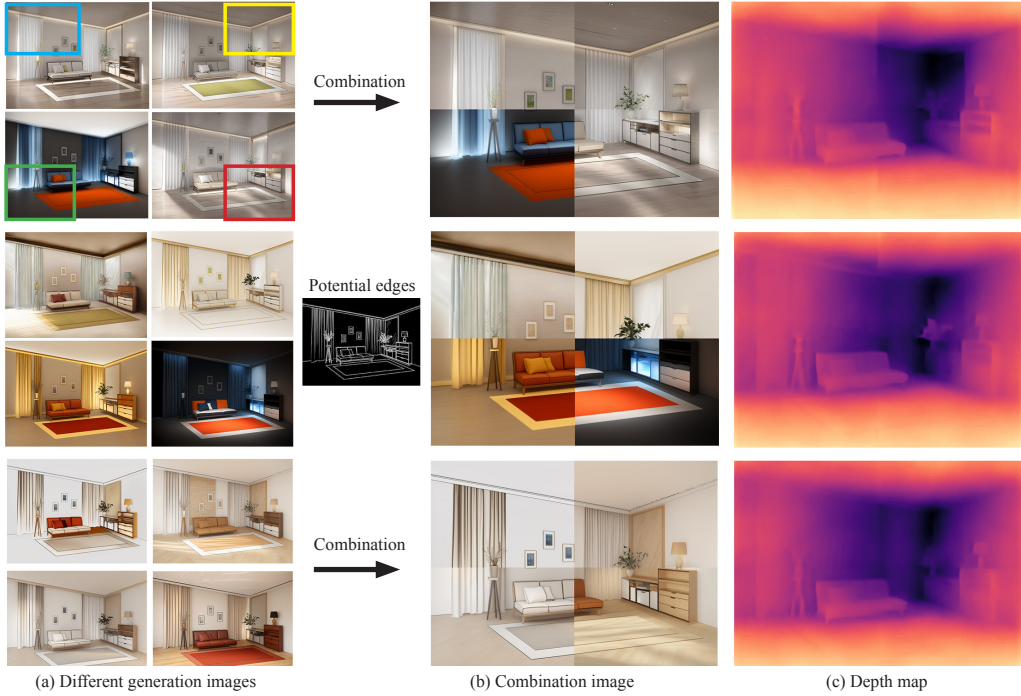 Combination
Potential edges
Combination
(a) Different generation images
(b) Combination image
(c) Depth map